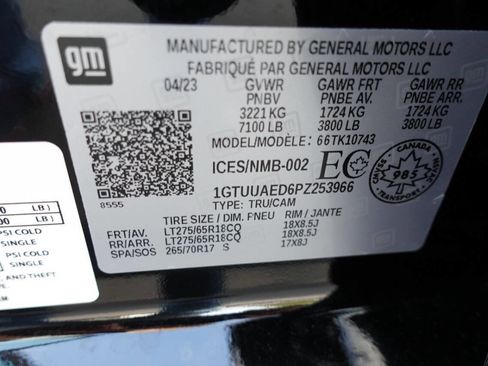 gm
MANUFACTURED BY GENERAL MOTORS LLC
FABRIQUÉ PAR GENERAL MOTORS LLC
04/23 GVWR GAWR FRT GAWR RR
PNBV PNBE AV. PNBE ARR.
3221 KG 1724 KG 1724 KG
7100 LB 3800 LB 3800 LB
MODEL/MODÈLE: 66TK10743
ICES/NMB-002 EC
CANADA
985
TRANSPORT
8555
1GTUUAED6PZ253966
TYPE: TRU/CAM
TIRE SIZE / DIM. PNEU RIM / JANTE
FRT/AV. LT275/65R18CQ 18X8.5J
RR/ARR. LT275/65R18CQ 18X8.5J
SPA/SOS 265/70R17 S 17X8J
LB)
LB)
PSI COLD
SINGLE
PSI COLD
SINGLE
AND THEFT